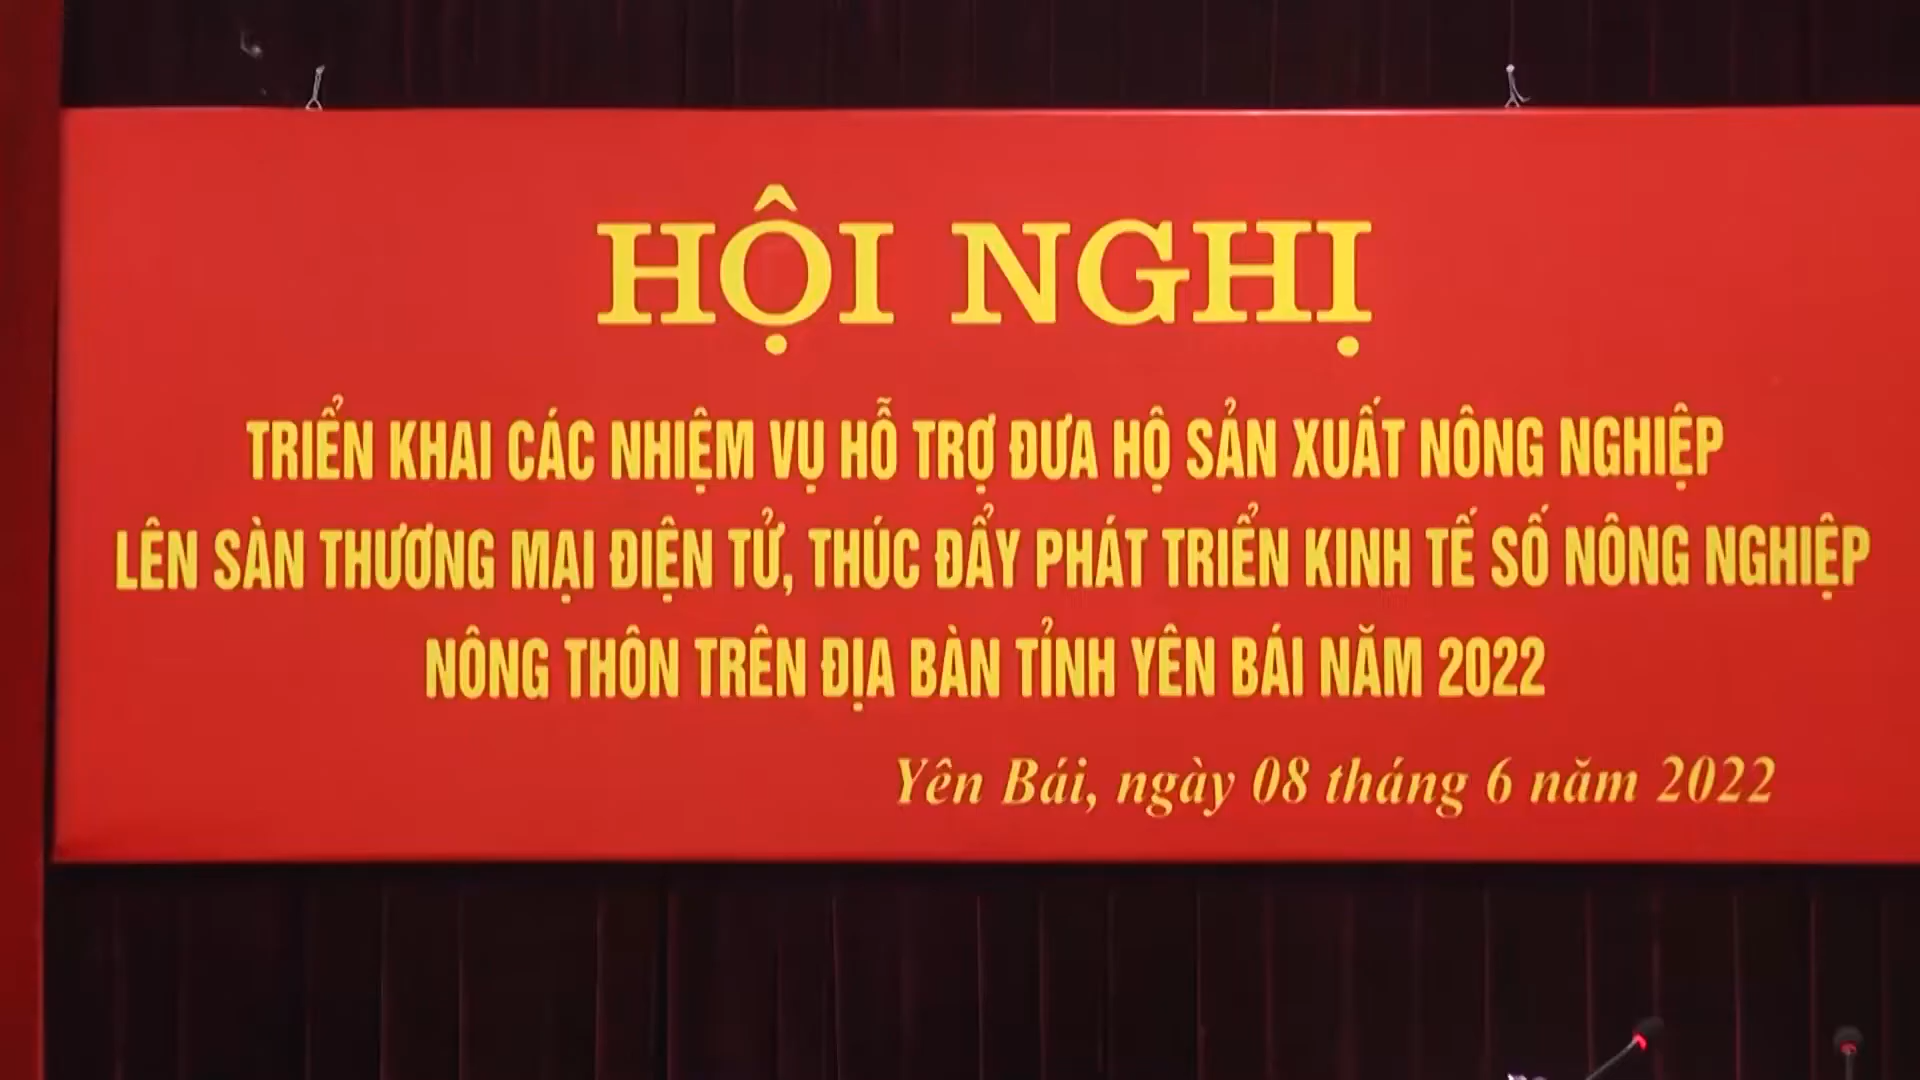 HỘI NGHỊ
TRIỂN KHAI CÁC NHIỆM VỤ HỖ TRỢ ĐƯA HỘ SẢN XUẤT NÔNG NGHIỆP
LÊN SÀN THƯƠNG MẠI ĐIỆN TỬ, THÚC ĐẨY PHÁT TRIỂN KINH TẾ SỐ NÔNG NGHIỆP
NÔNG THÔN TRÊN ĐỊA BÀN TỈNH YÊN BÁI NĂM 2022
Yên Bái, ngày 08 tháng 6 năm 2022